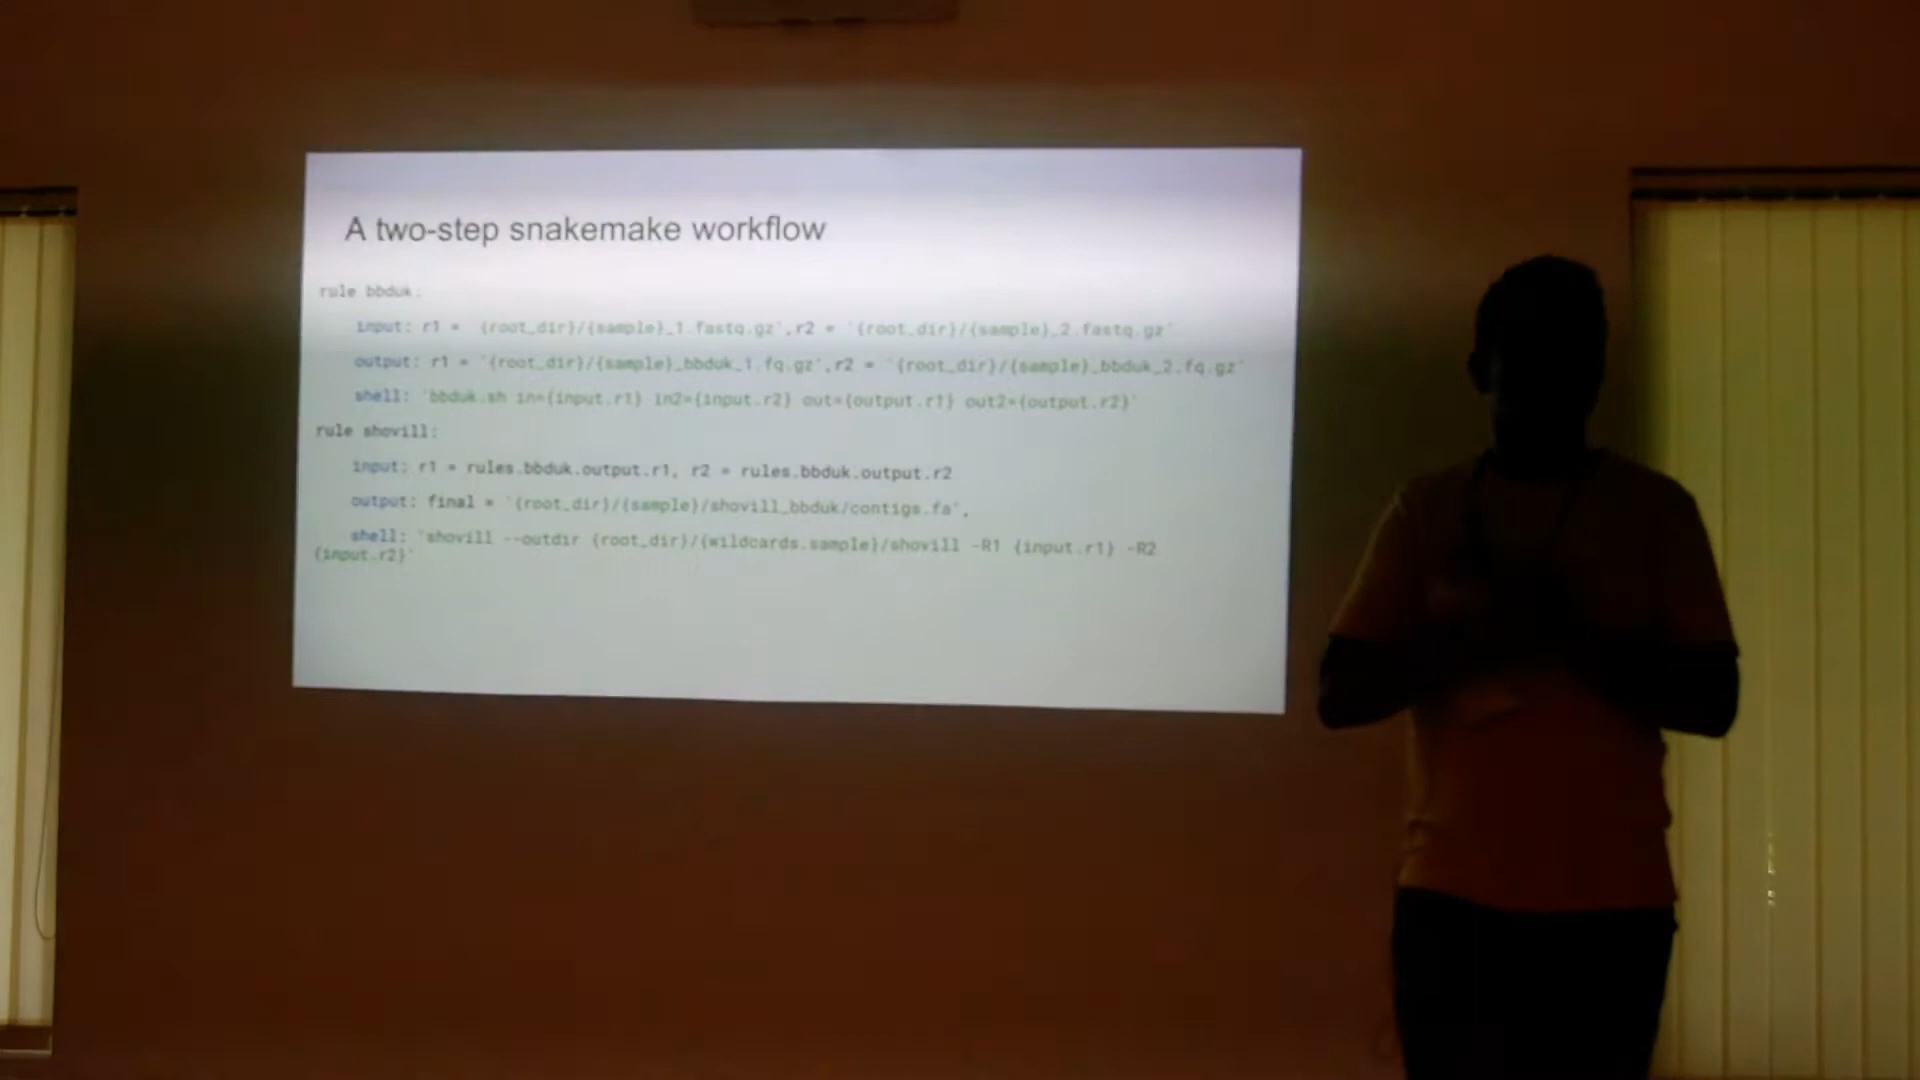 A two-step snakemake workflow
rule bbduk:
input: r1 = '{root_dir}/{sample}_1.fastq.gz',r2 = '{root_dir}/{sample}_2.fastq.gz'
output: r1 = '{root_dir}/{sample}_bbduk_1.fq.gz',r2 = '{root_dir}/{sample}_bbduk_2.fq.gz'
shell: 'bbduk.sh in={input.r1} in2={input.r2} out={output.r1} out2={output.r2}'
rule shovill:
input: r1 = rules.bbduk.output.r1, r2 = rules.bbduk.output.r2
output: final = '{root_dir}/{sample}/shovill_bbduk/contigs.fa',
shell: 'shovill --outdir {root_dir}/{wildcards.sample}/shovill -R1 {input.r1} -R2
{input.r2}'